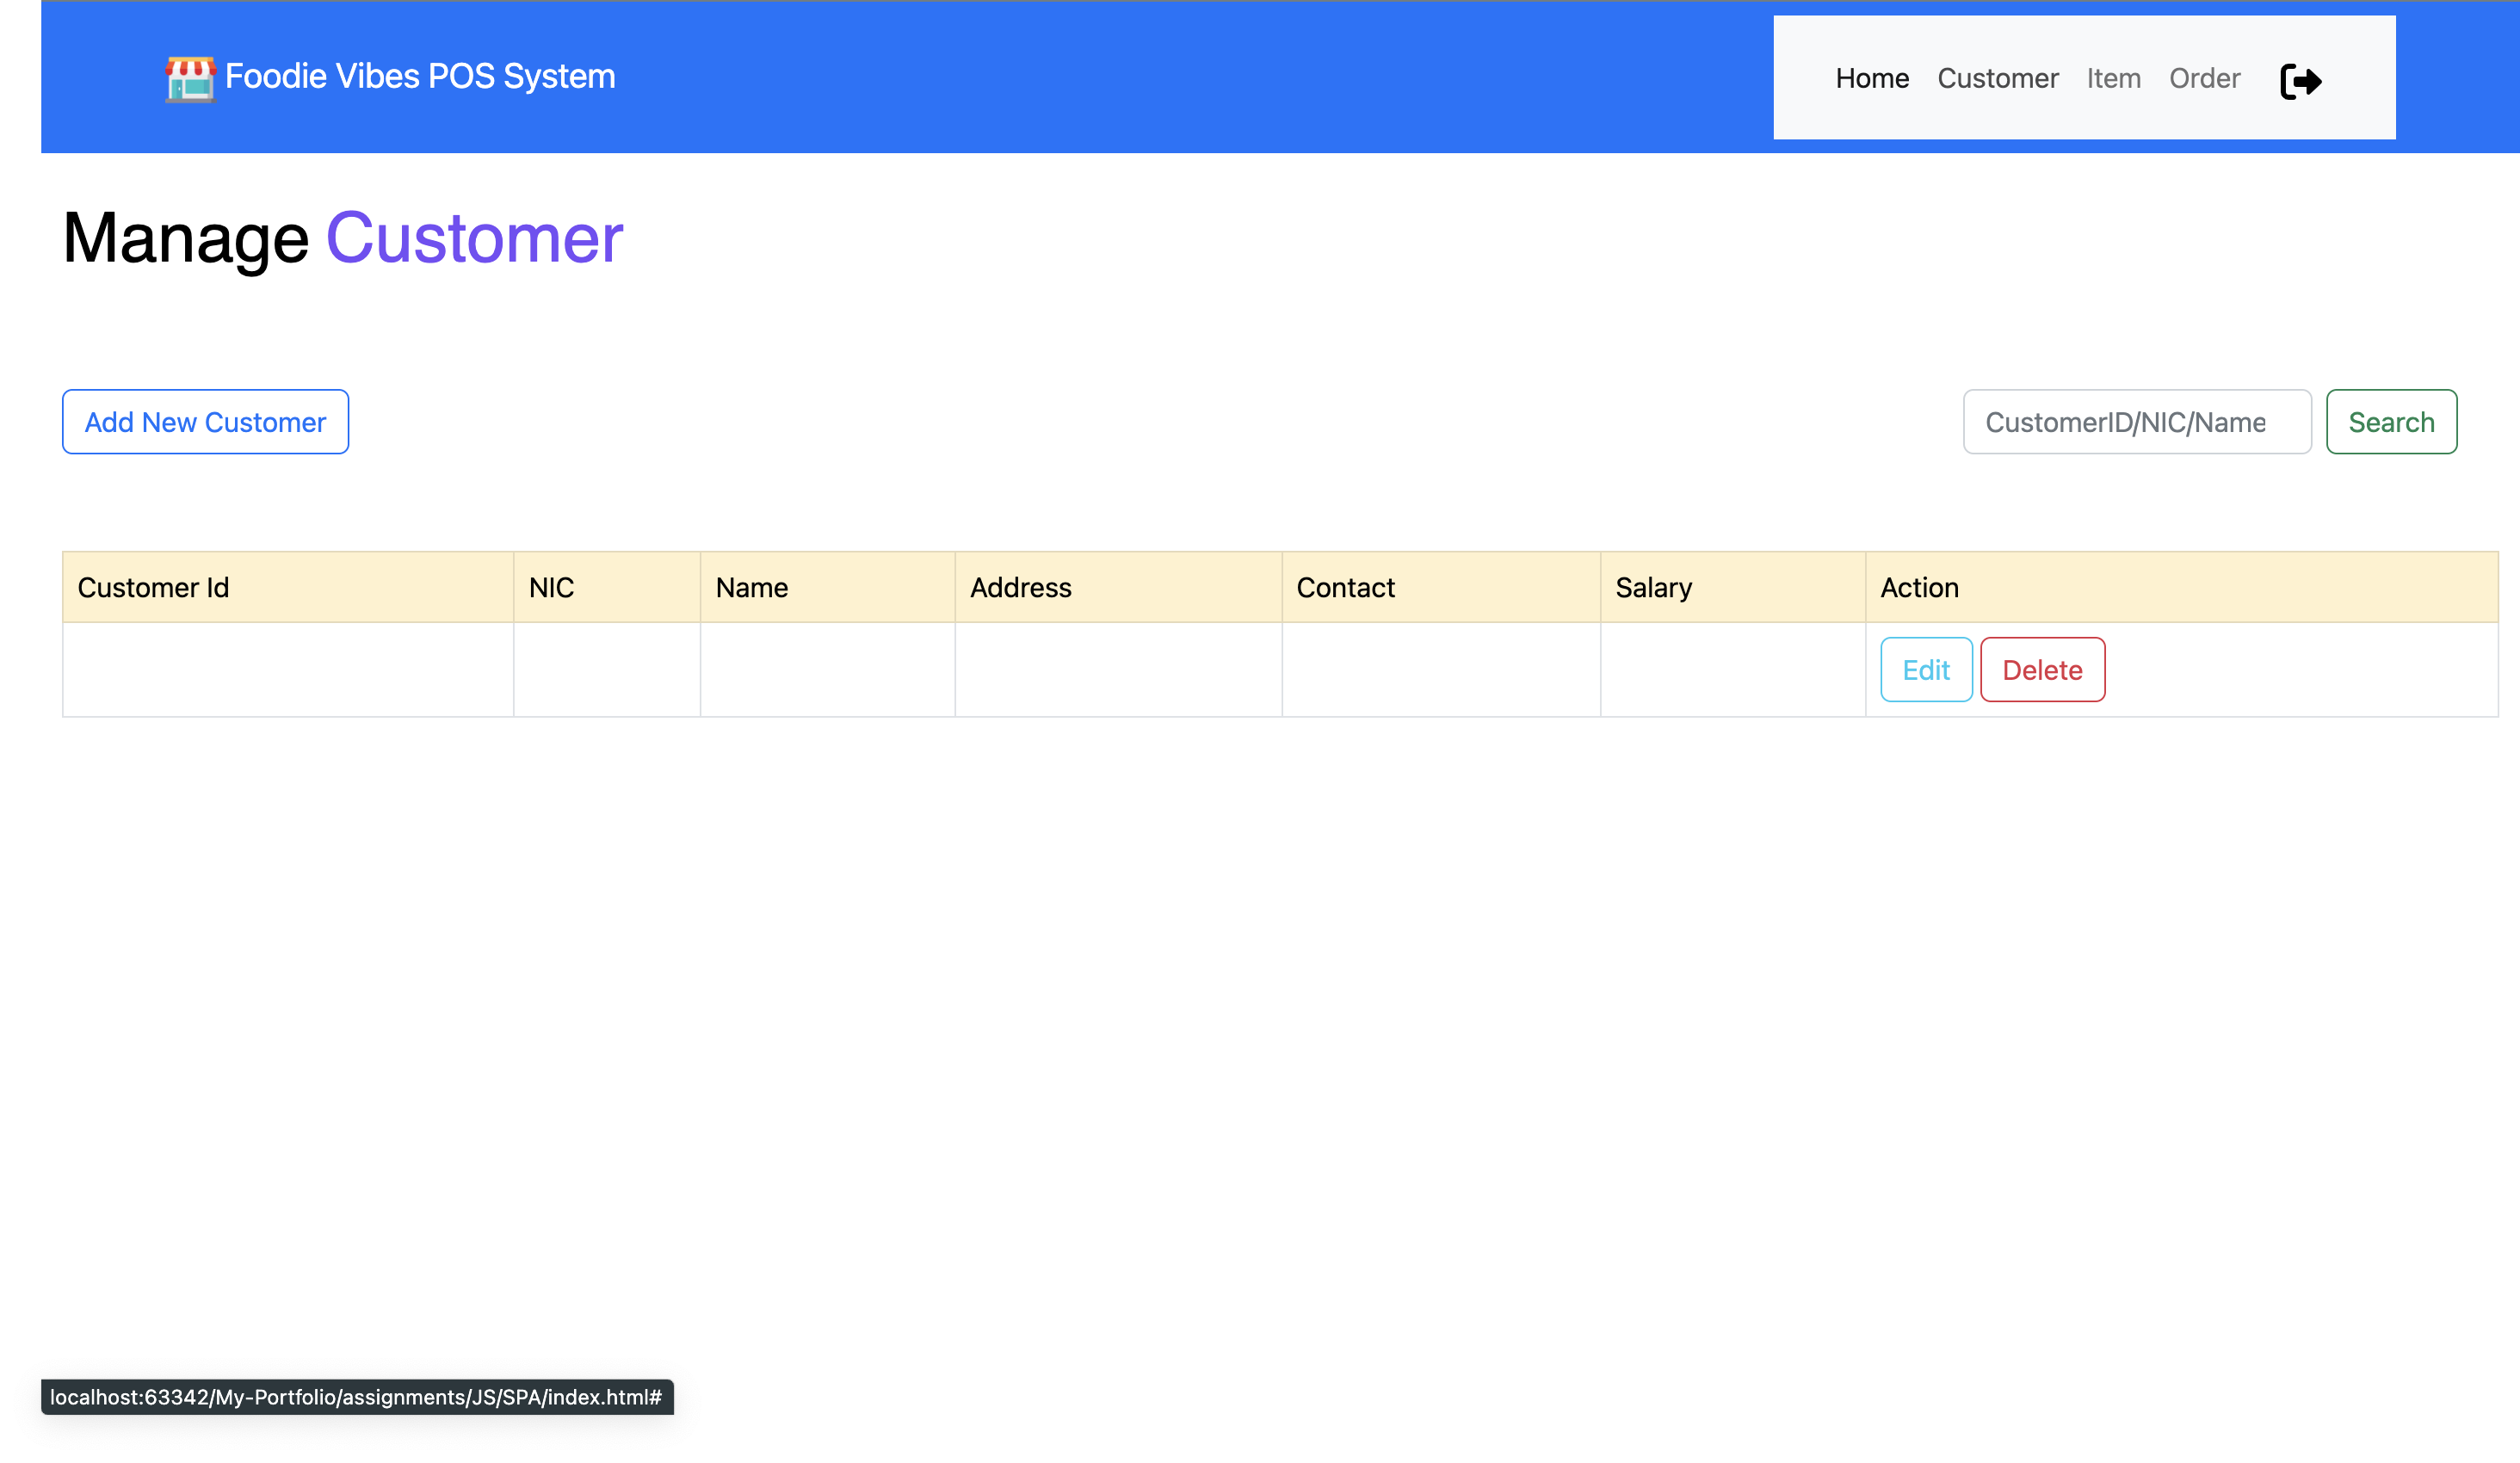 Foodie Vibes POS System
Home Customer Item Order
Manage Customer
Add New Customer
CustomerID/NIC/Name Search
Customer Id NIC Name Address Contact Salary Action
Edit Delete
localhost:63342/My-Portfolio/assignments/JS/SPA/index.html#